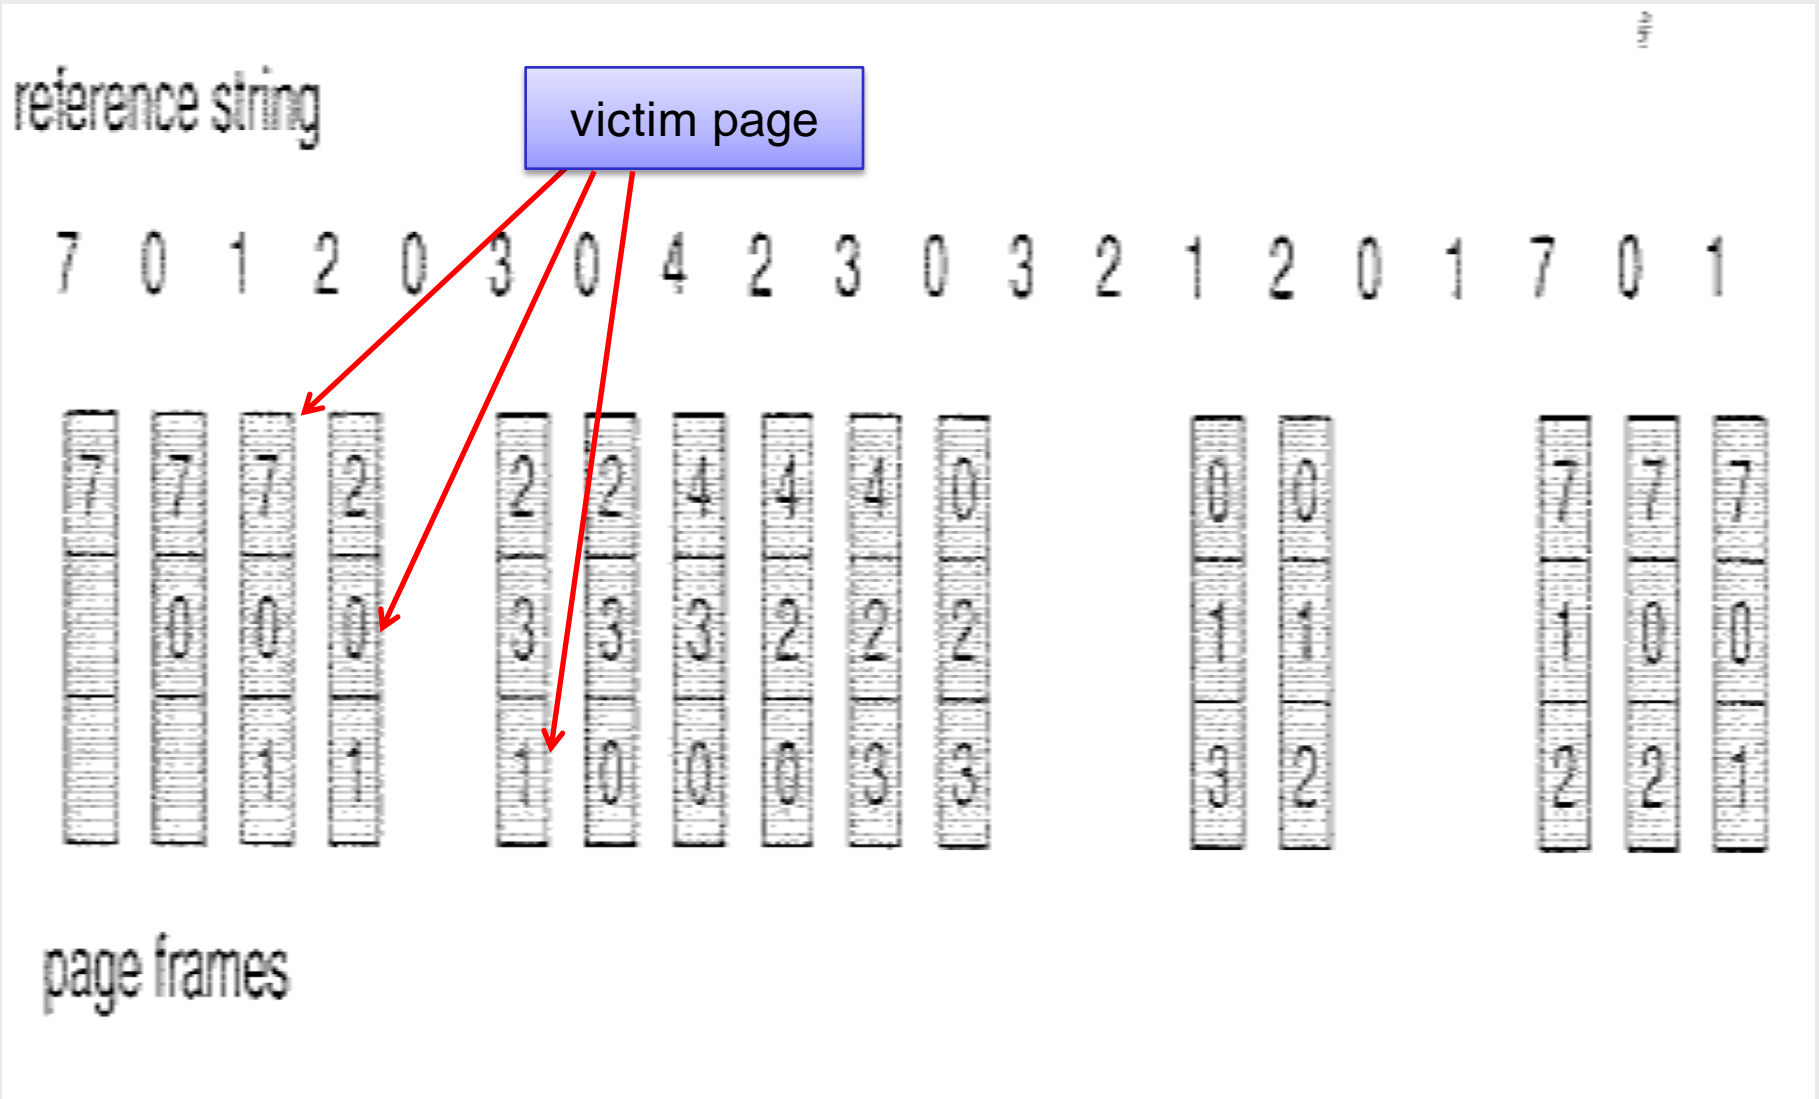 reference string
victim page
7 0 1 2 0 3 0 4 2 3 0 3 2 1 2 0 1 7 0 1
7 7 7 2 2 2 4 4 4 0 0 0 7 7 7
0 0 0 3 3 3 2 2 2 1 1 1 0 0
1 1 1 0 0 0 3 3 3 2 2 2 1
page frames